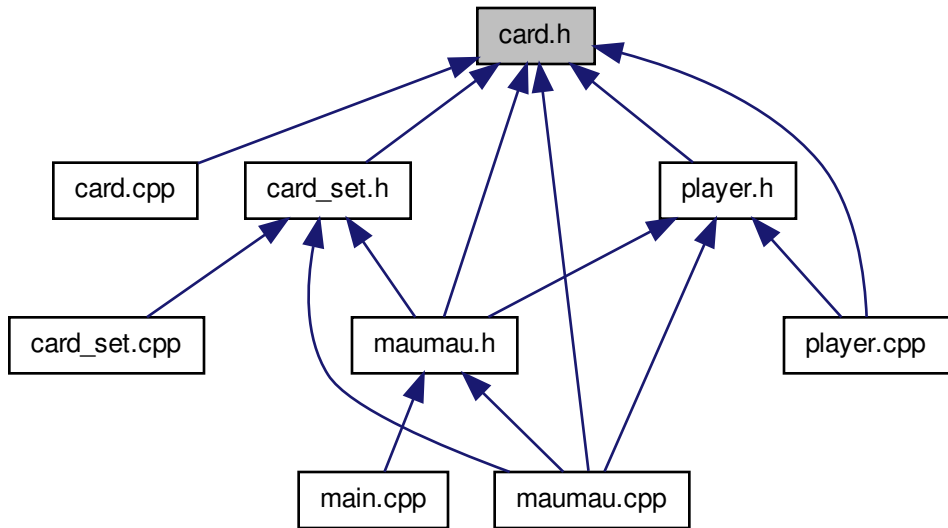 card.h
card.cpp
card_set.h
player.h
card_set.cpp
maumau.h
player.cpp
main.cpp
maumau.cpp